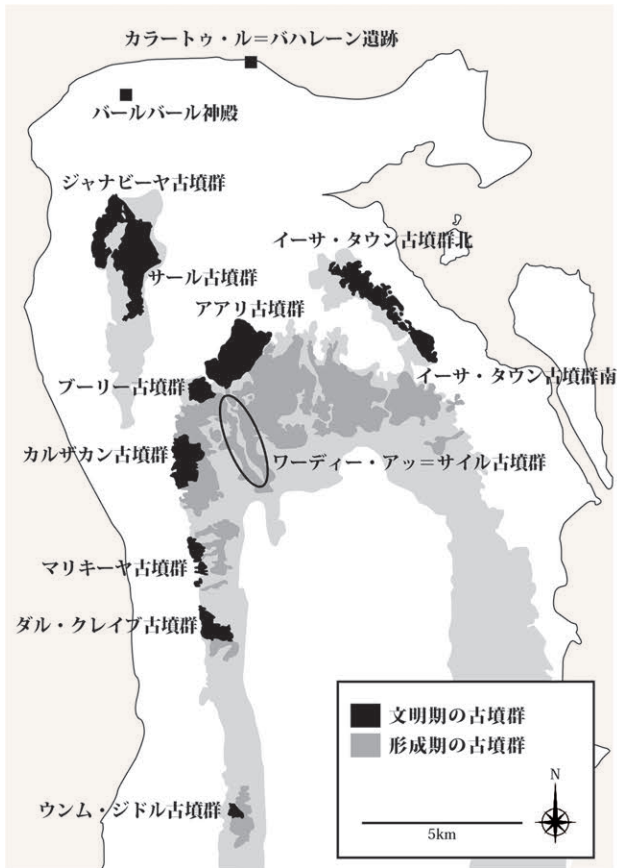 カラートゥ・ル＝バハレーン遺跡
バールバール神殿
ジャナビーヤ古墳群
イーサ・タウン古墳群北
サール古墳群
アアリ古墳群
ブーリー古墳群
イーサ・タウン古墳群南
カルザカン古墳群
ワーディー・アッ＝サイル古墳群
マリキーヤ古墳群
ダル・クレイブ古墳群
文明期の古墳群
形成期の古墳群
N
ウンム・ジドル古墳群
5km